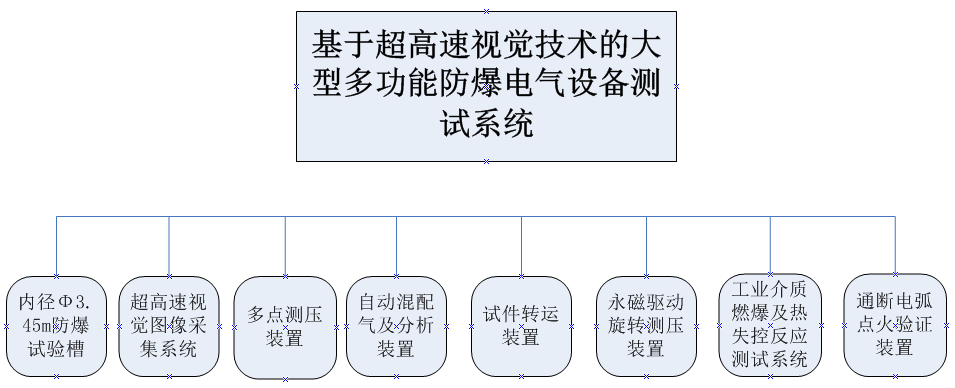 基于超高速视觉技术的大
型多功能防爆电气设备测
试系统
内径Φ3.
45m防爆
试验槽
超高速视
觉图像采
集系统
多点测压
装置
自动混配
气及分析
装置
试件转运
装置
永磁驱动
旋转测压
装置
工业介质
燃爆及热
失控反应
测试系统
通断电弧
点火验证
装置